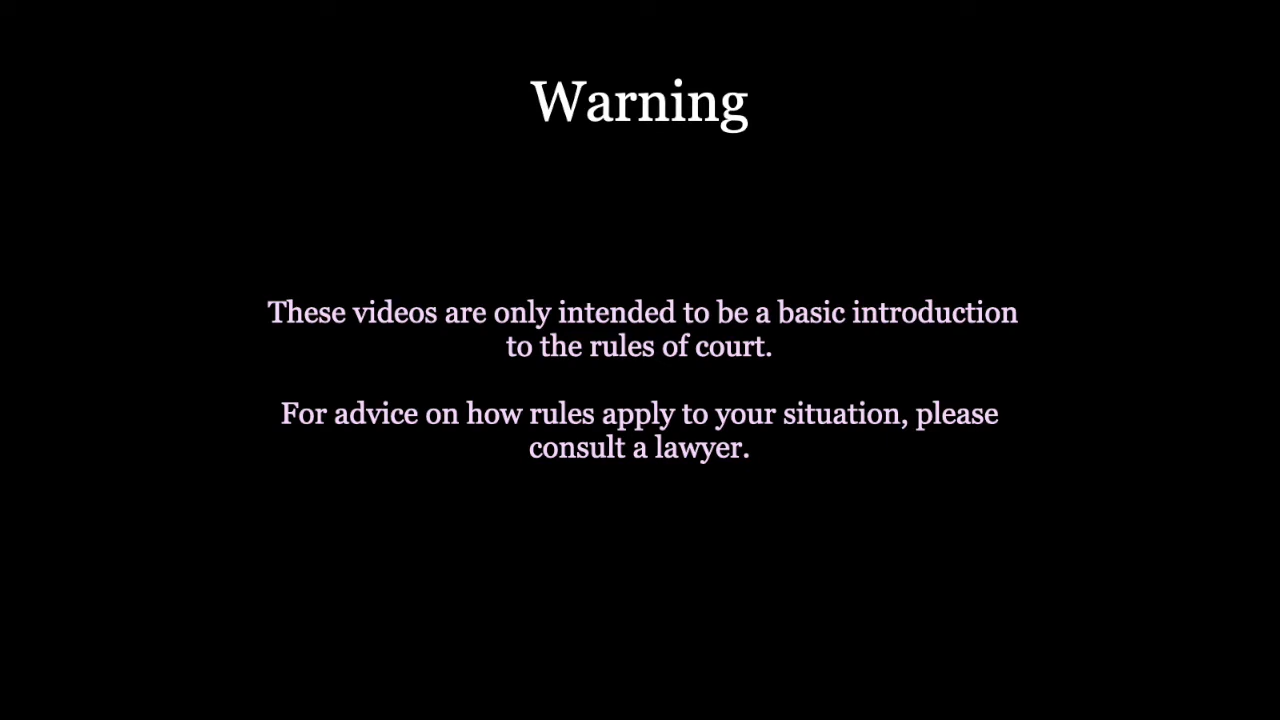 Warning
These videos are only intended to be a basic introduction
to the rules of court.
For advice on how rules apply to your situation, please
consult a lawyer.